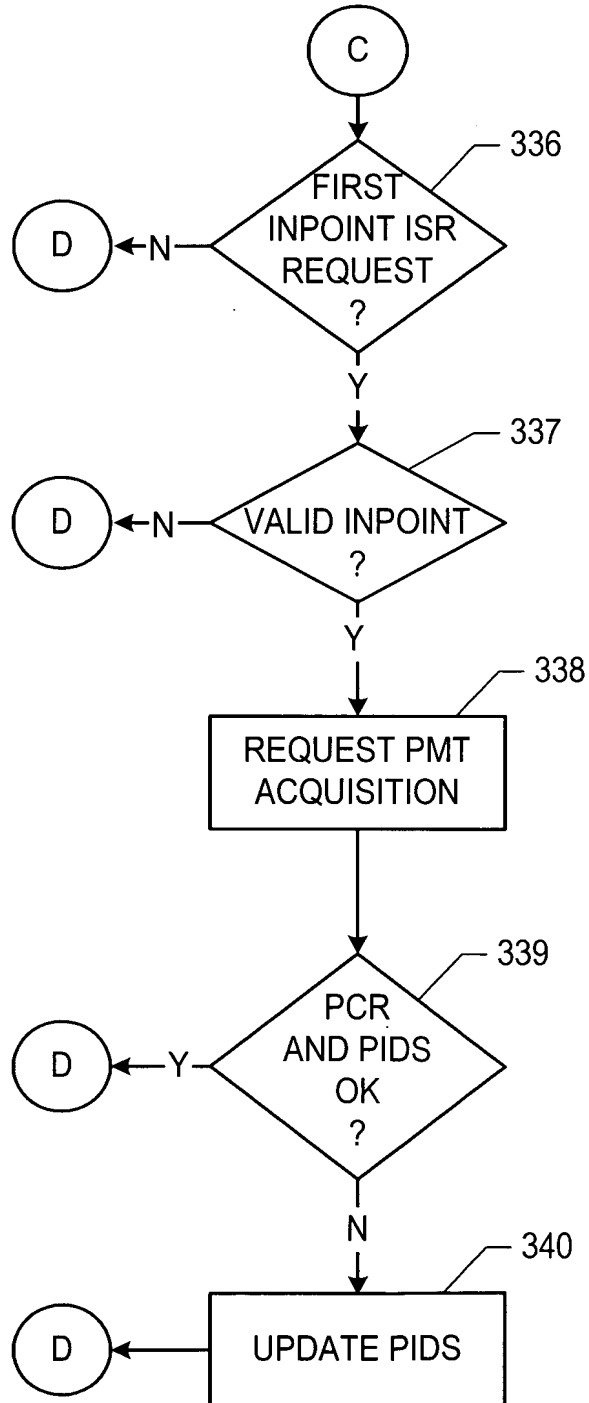 C
336
FIRST
INPOINT ISR
REQUEST
?
D
N
Y
337
VALID INPOINT
?
D
N
Y
338
REQUEST PMT
ACQUISITION
339
PCR
AND PIDS
OK
?
D
Y
N
340
UPDATE PIDS
D